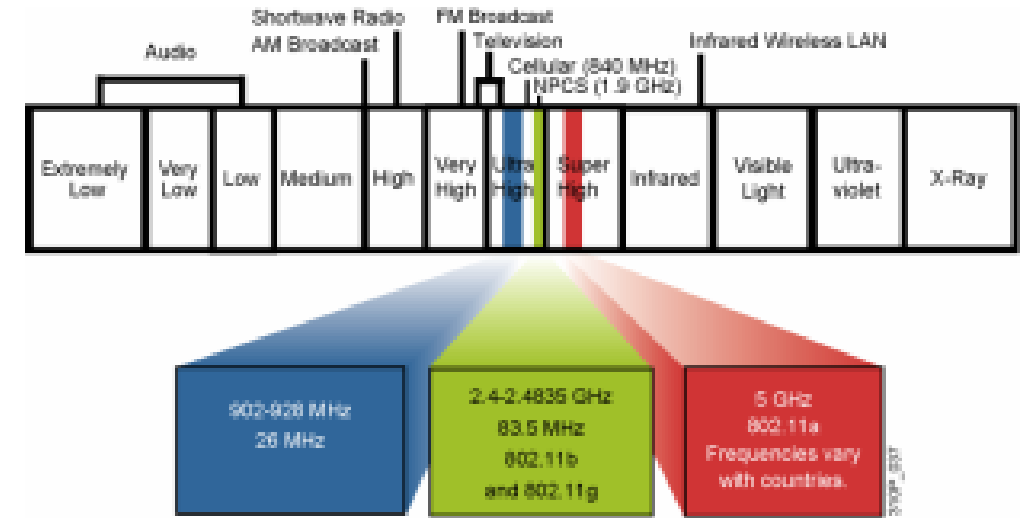 Shortwave Radio
FM Broadcast
Audio
AM Broadcast
Television
Infrared Wireless LAN
Cellular (840 MHz)
NPCS (1.9 GHz)
Extremely
Low
Very
Low
Low
Medium
High
Very
High
Ultra
High
Super
High
Infrared
Visible
Light
Ultra-
violet
X-Ray
902-928 MHz
26 MHz
2.4-2.4835 GHz
83.5 MHz
802.11b
and 802.11g
5 GHz
802.11a
Frequencies vary
with countries.